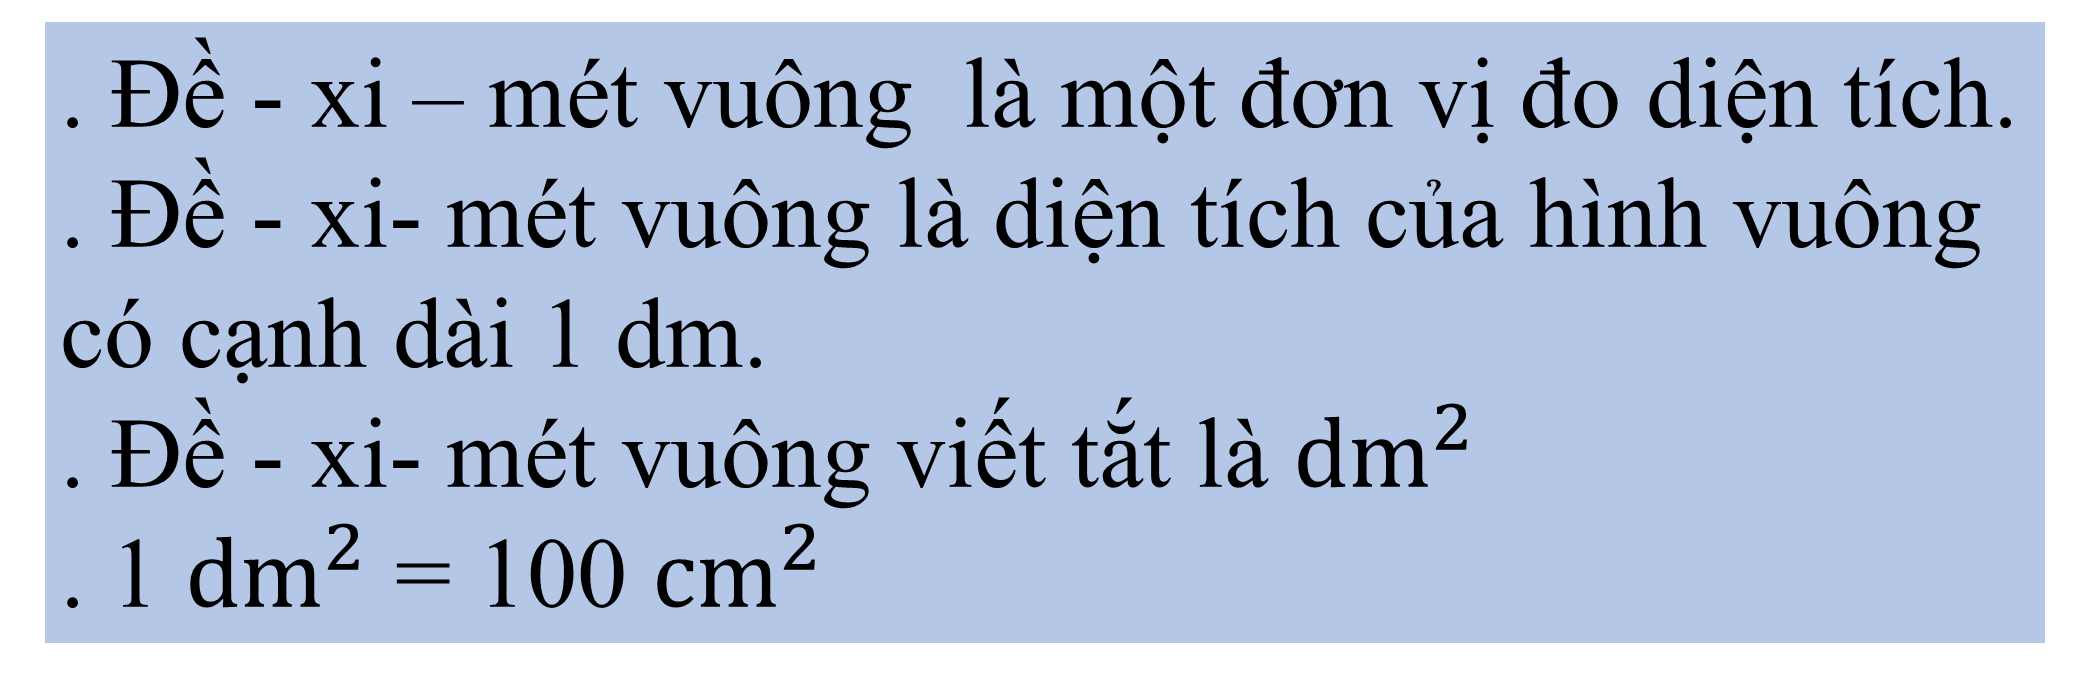 . Đề - xi – mét vuông  là một đơn vị đo diện tích.
. Đề - xi- mét vuông là diện tích của hình vuông
có cạnh dài 1 dm.
. Đề - xi- mét vuông viết tắt là dm²
. 1 dm² = 100 cm²